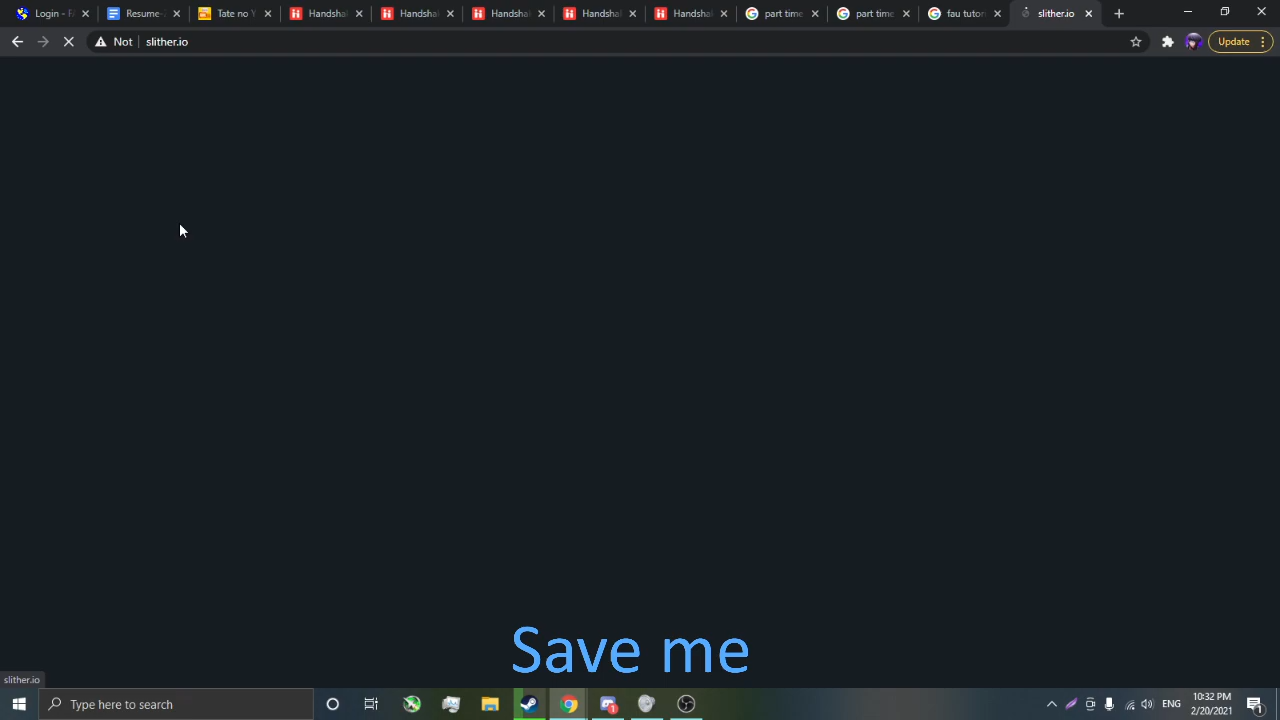 Login - F
Resume-
Tate no Y
Handshak
Handshak
Handshak
Handshak
Handshak
part time
part time
fau tutori
slither.io
Not
slither.io
Update
Save me
slither.io
Type here to search
ENG
10:32 PM
2/20/2021